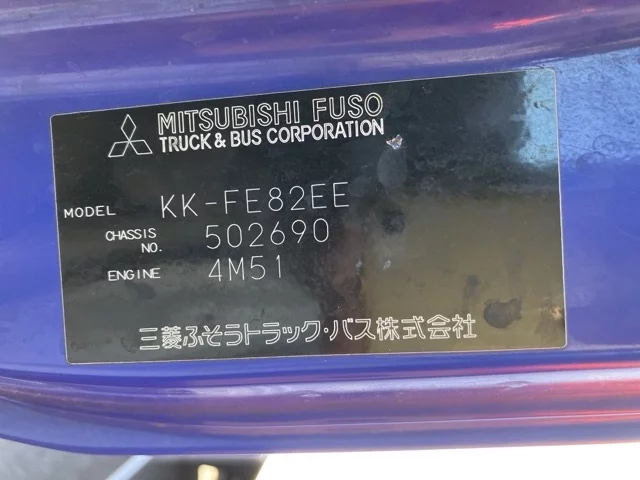 MITSUBISHI FUSO
TRUCK & BUS CORPORATION
MODEL KK-FE82EE
CHASSIS NO. 502690
ENGINE 4M51
三菱ふそうトラック・バス株式会社